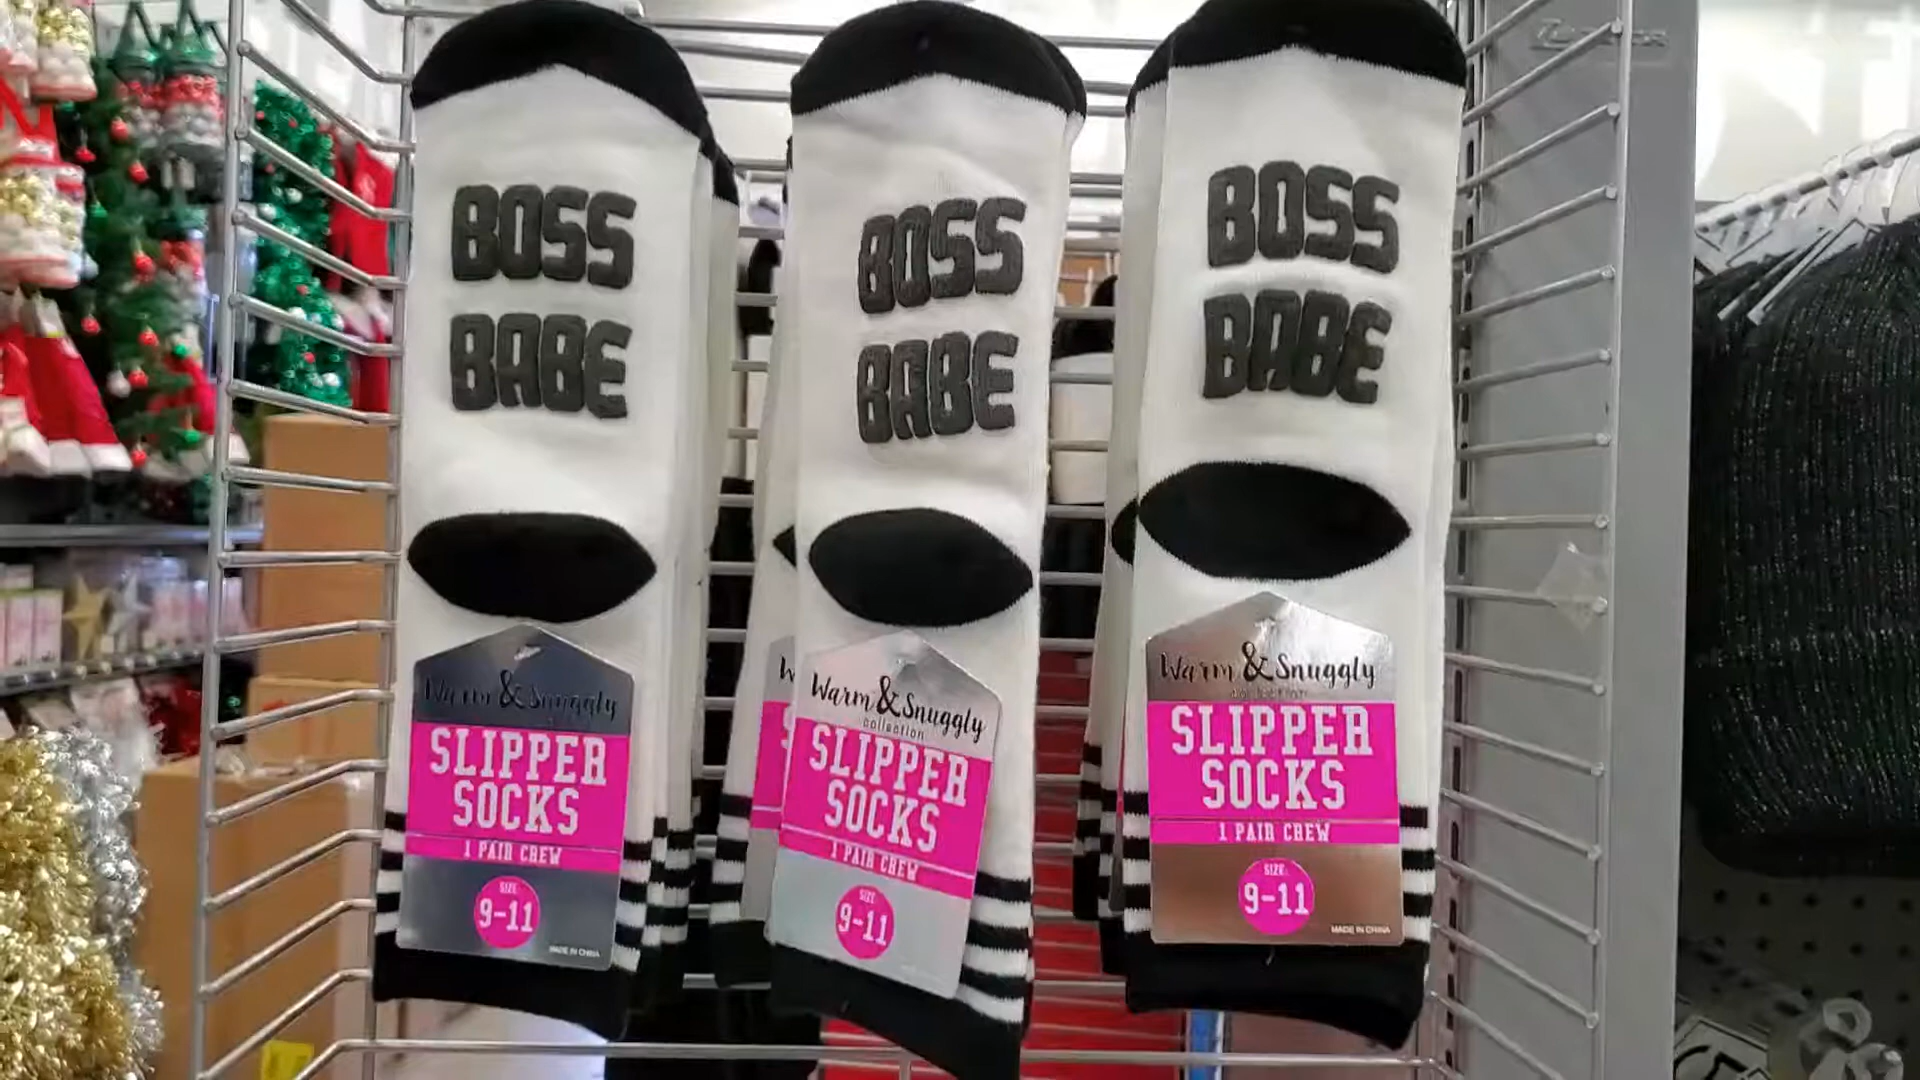 BOSS
BABE
Warm & Snuggly
SLIPPER
SOCKS
1 PAIR CREW
SIZE
9-11
MADE IN CHINA
BOSS
BABE
Warm & Snuggly
collection
SLIPPER
SOCKS
1 PAIR CREW
SIZE
9-11
BOSS
BABE
Warm & Snuggly
collection
SLIPPER
SOCKS
1 PAIR CREW
SIZE
9-11
MADE IN CHINA